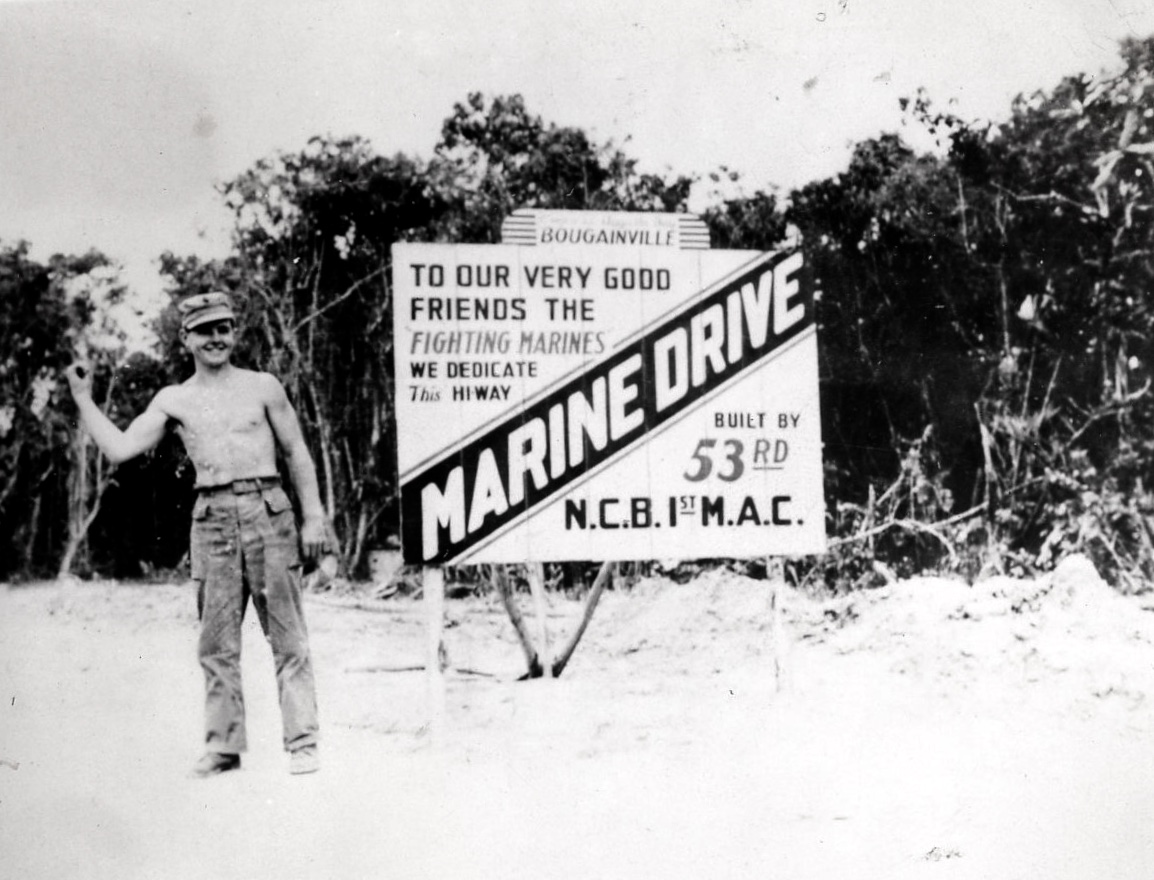 BOUGAINVILLE
TO OUR VERY GOOD
FRIENDS THE
"FIGHTING MARINES"
WE DEDICATE
This HI-WAY
MARINE DRIVE
BUILT BY
53RD
N.C.B. 1ST M.A.C.